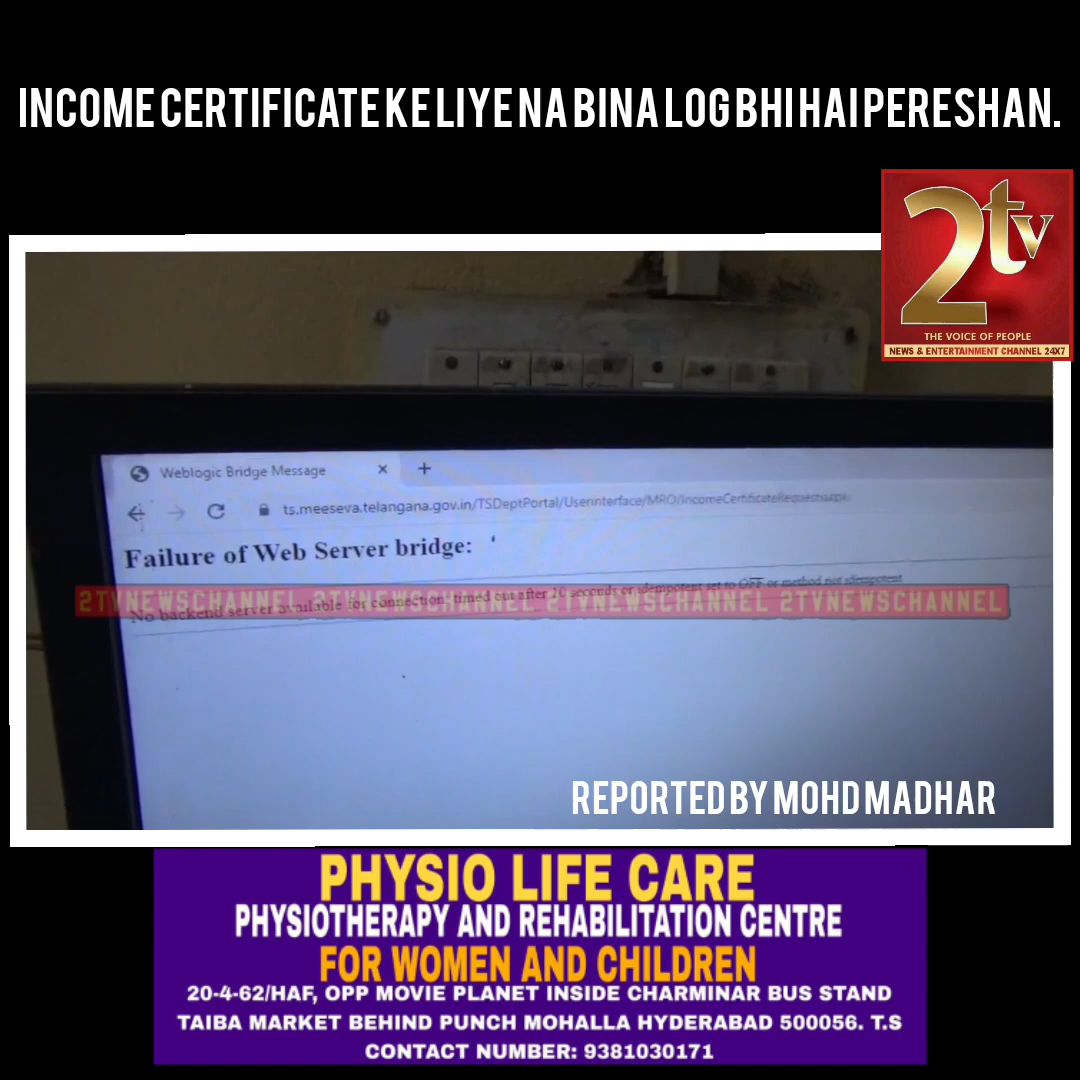 INCOME CERTIFICATE KE LIYE NA BINA LOG BHI HAI PERESHAN.
2tv
THE VOICE OF PEOPLE
NEWS & ENTERTAINMENT CHANNEL 24X7
Weblogic Bridge Message
ts.meeseva.telangana.gov.in/TSDeptPortal/UserInterface/MRO/IncomeCertificateRequest.aspx
Failure of Web Server bridge:
No backend server available for connection: timed out after 10 seconds or idempotent set to OFF or method not idempotent
2TVNEWSCHANNEL 2TVNEWSCHANNEL 2TVNEWSCHANNEL 2TVNEWSCHANNEL
REPORTED BY MOHD MADHAR
PHYSIO LIFE CARE
PHYSIOTHERAPY AND REHABILITATION CENTRE
FOR WOMEN AND CHILDREN
20-4-62/HAF, OPP MOVIE PLANET INSIDE CHARMINAR BUS STAND
TAIBA MARKET BEHIND PUNCH MOHALLA HYDERABAD 500056. T.S
CONTACT NUMBER: 9381030171